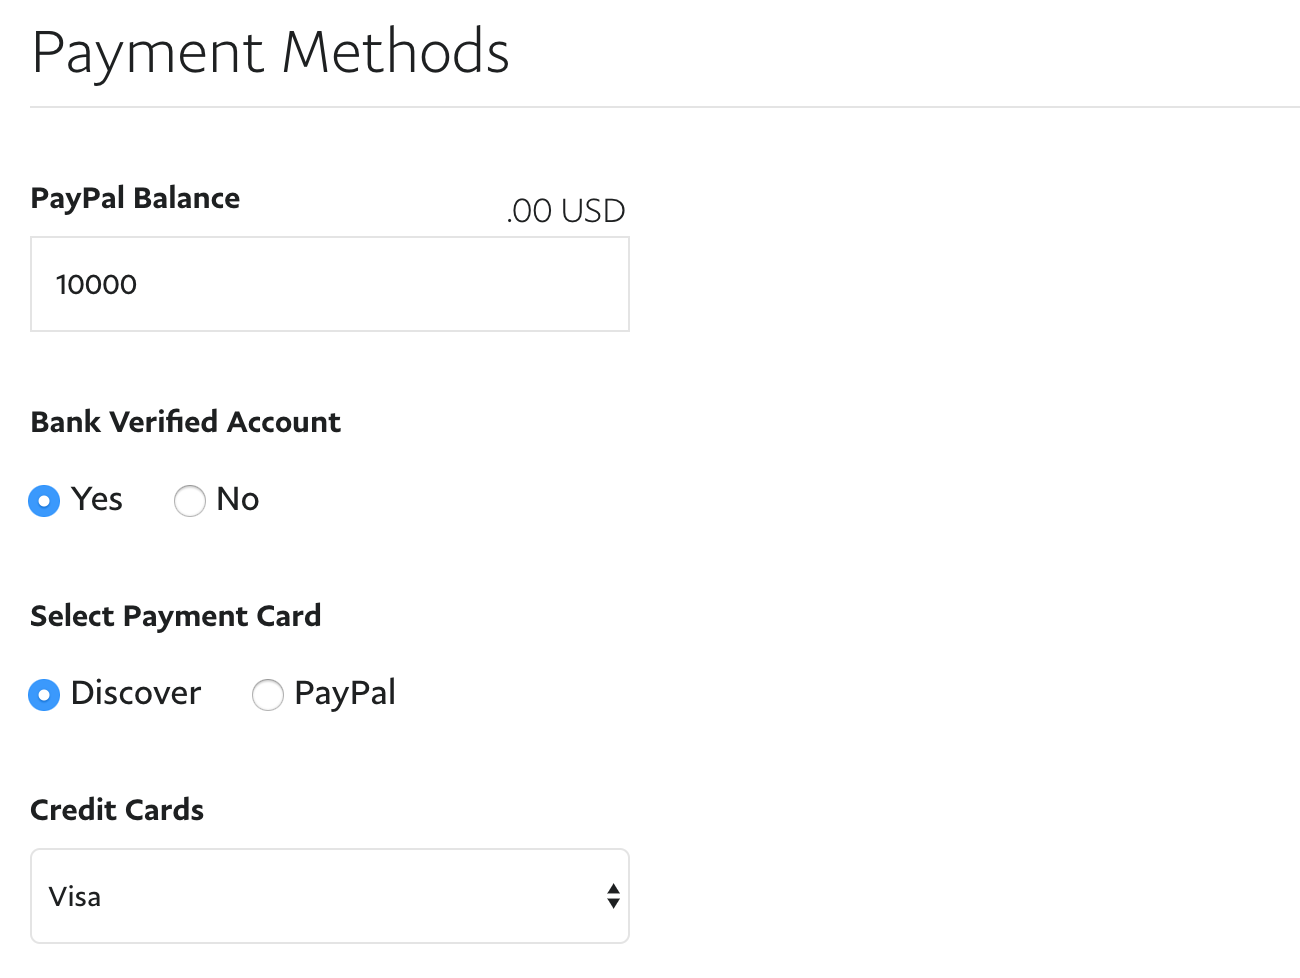 Payment Methods
PayPal Balance
.00 USD
10000
Bank Verified Account
Yes No
Select Payment Card
Discover PayPal
Credit Cards
Visa